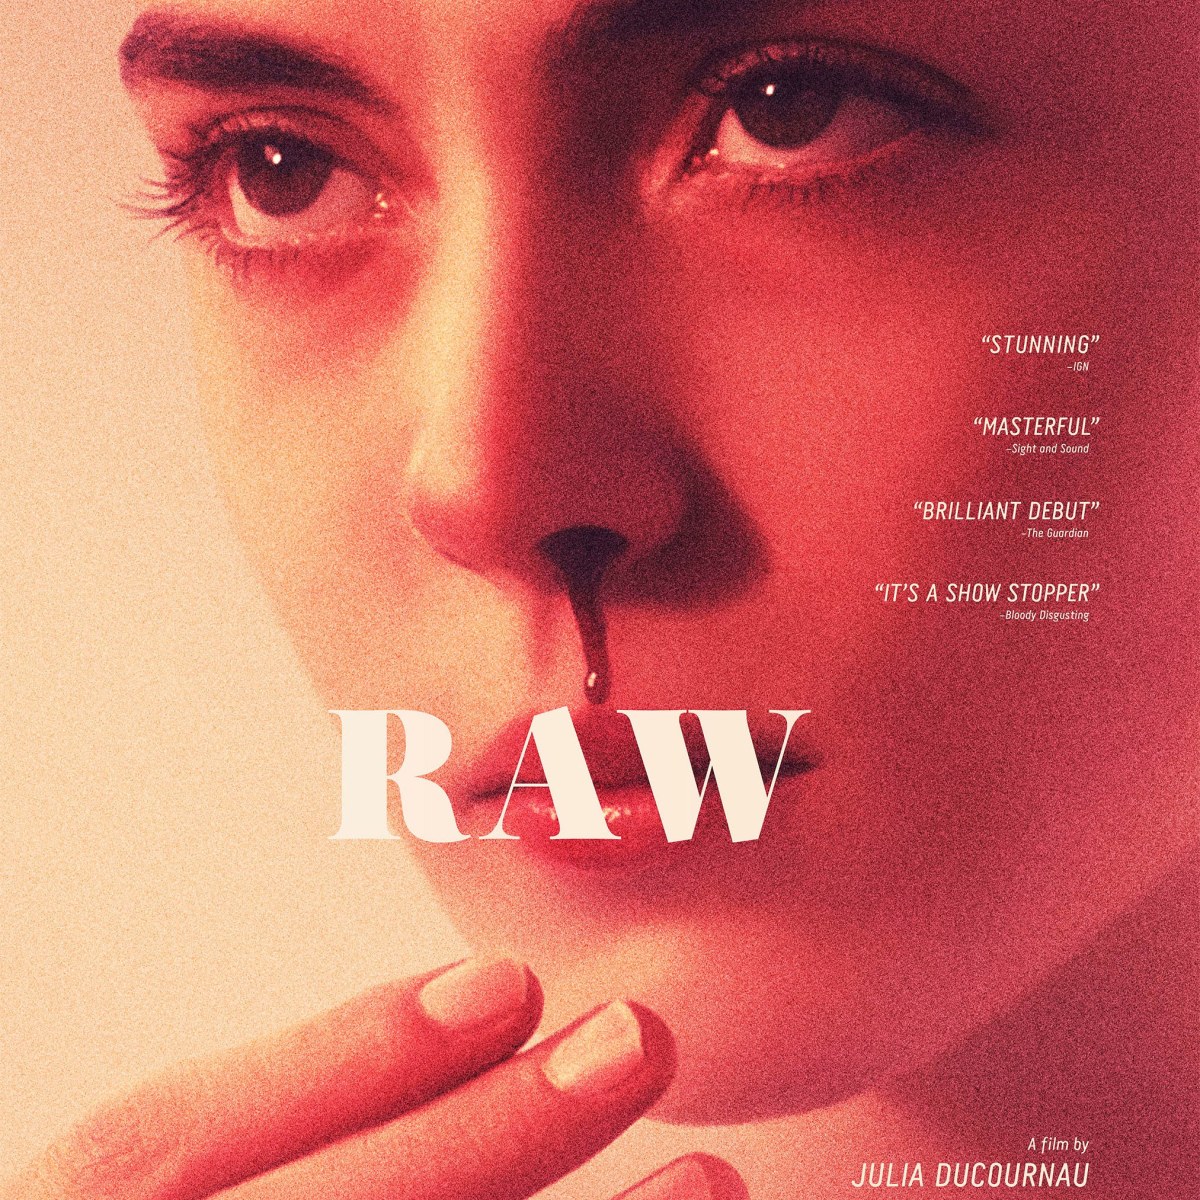 “STUNNING”
–IGN
“MASTERFUL”
–Sight and Sound
“BRILLIANT DEBUT”
–The Guardian
“IT’S A SHOW STOPPER”
–Bloody Disgusting
RAW
A film by
JULIA DUCOURNAU